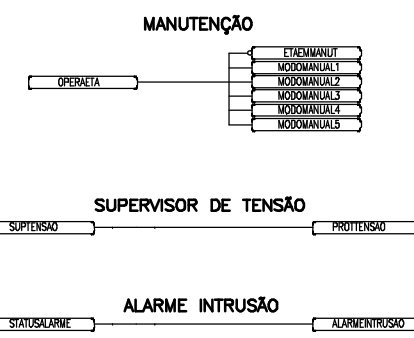 MANUTENÇÃO
ETAEMMANUT
MODOMANUAL1
OPERAETA MODOMANUAL2
MODOMANUAL3
MODOMANUAL4
MODOMANUAL5
SUPERVISOR DE TENSÃO
SUPTENSAO PROTTENSAO
ALARME INTRUSÃO
STATUSALARME ALARMEINTRUSAO